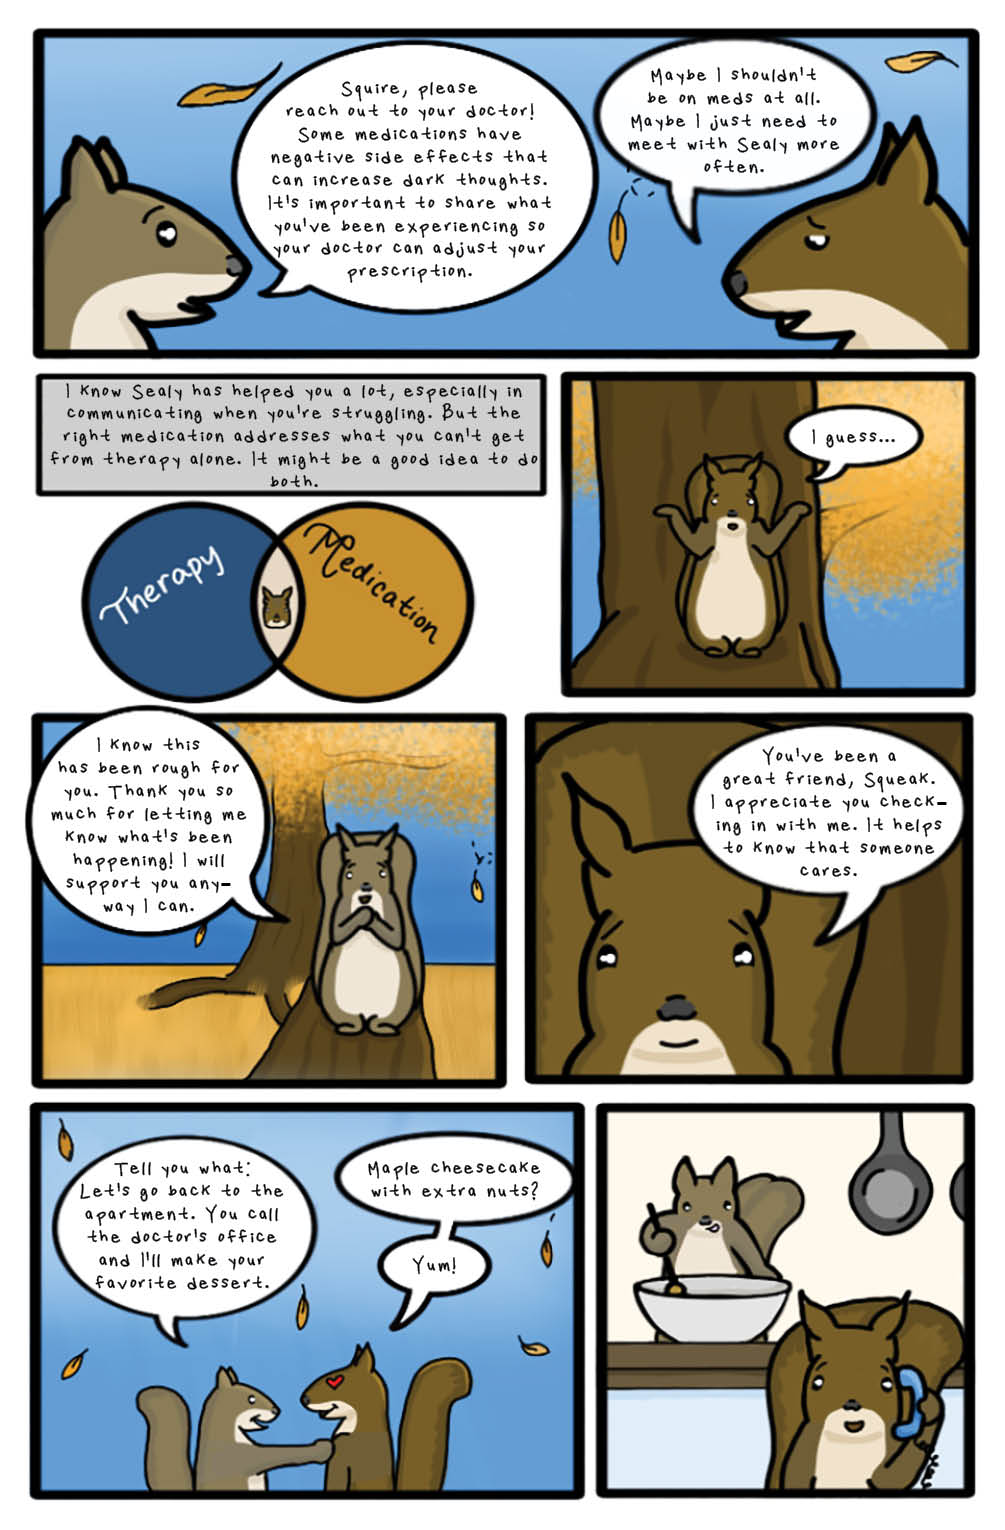 Squire, please
reach out to your doctor!
Some medications have
negative side effects that
can increase dark thoughts.
It's important to share what
you've been experiencing so
your doctor can adjust your
prescription.
Maybe I shouldn't
be on meds at all.
Maybe I just need to
meet with Sealy more
often.
I know Sealy has helped you a lot, especially in
communicating when you're struggling. But the
right medication addresses what you can't get
from therapy alone. It might be a good idea to do
both.
Therapy
Medication
I guess...
I know this
has been rough for
you. Thank you so
much for letting me
know what's been
happening! I will
support you any-
way I can.
You've been a
great friend, Squeak.
I appreciate you check-
ing in with me. It helps
to know that someone
cares.
Tell you what:
Let's go back to the
apartment. You call
the doctor's office
and I'll make your
favorite dessert.
Maple cheesecake
with extra nuts?
Yum!